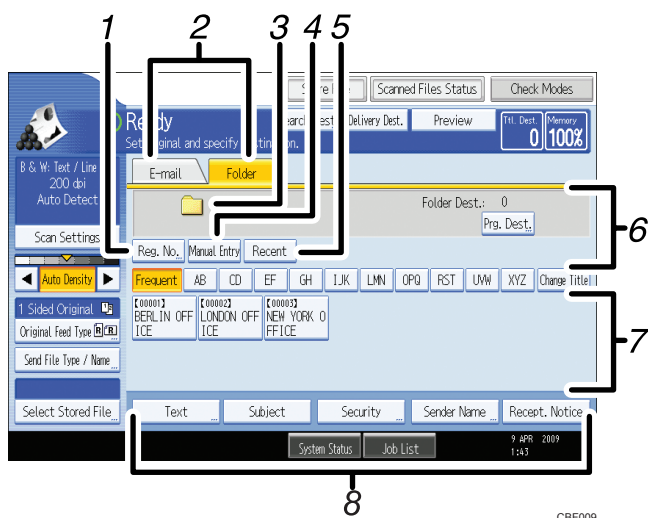 1 2 3 4 5
Scanned Files Status Check Modes
Delivery Dest. Preview Ttl. Dest. Memory
0 100%
B & W: Text / Line
200 dpi
Auto Detect
E-mail Folder
Folder Dest.: 0
Prg. Dest.
6
Scan Settings
Reg. No. Manual Entry Recent
Auto Density
Frequent AB CD EF GH IJK LMN OPQ RST UVW XYZ Change Title
1 Sided Original
[00001] [00002] [00003]
BERLIN OFF LONDON OFF NEW YORK O
ICE ICE FFICE
7
Original Feed Type
Send File Type / Name
Select Stored File
Text Subject Security Sender Name Recept. Notice
System Status Job List
9 APR 2009
1:43
8
CBF009